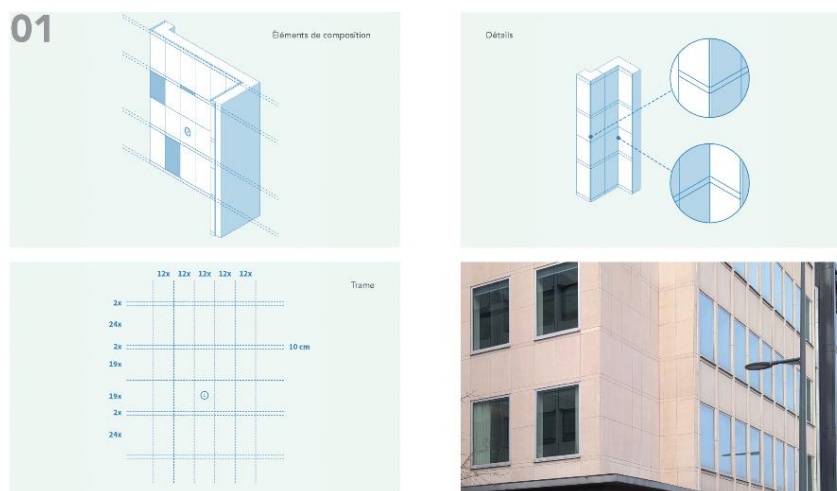 01
Éléments de composition
Détails
12x 12x 12x 12x 12x
Trame
2x
24x
2x
10 cm
19x
19x
2x
24x